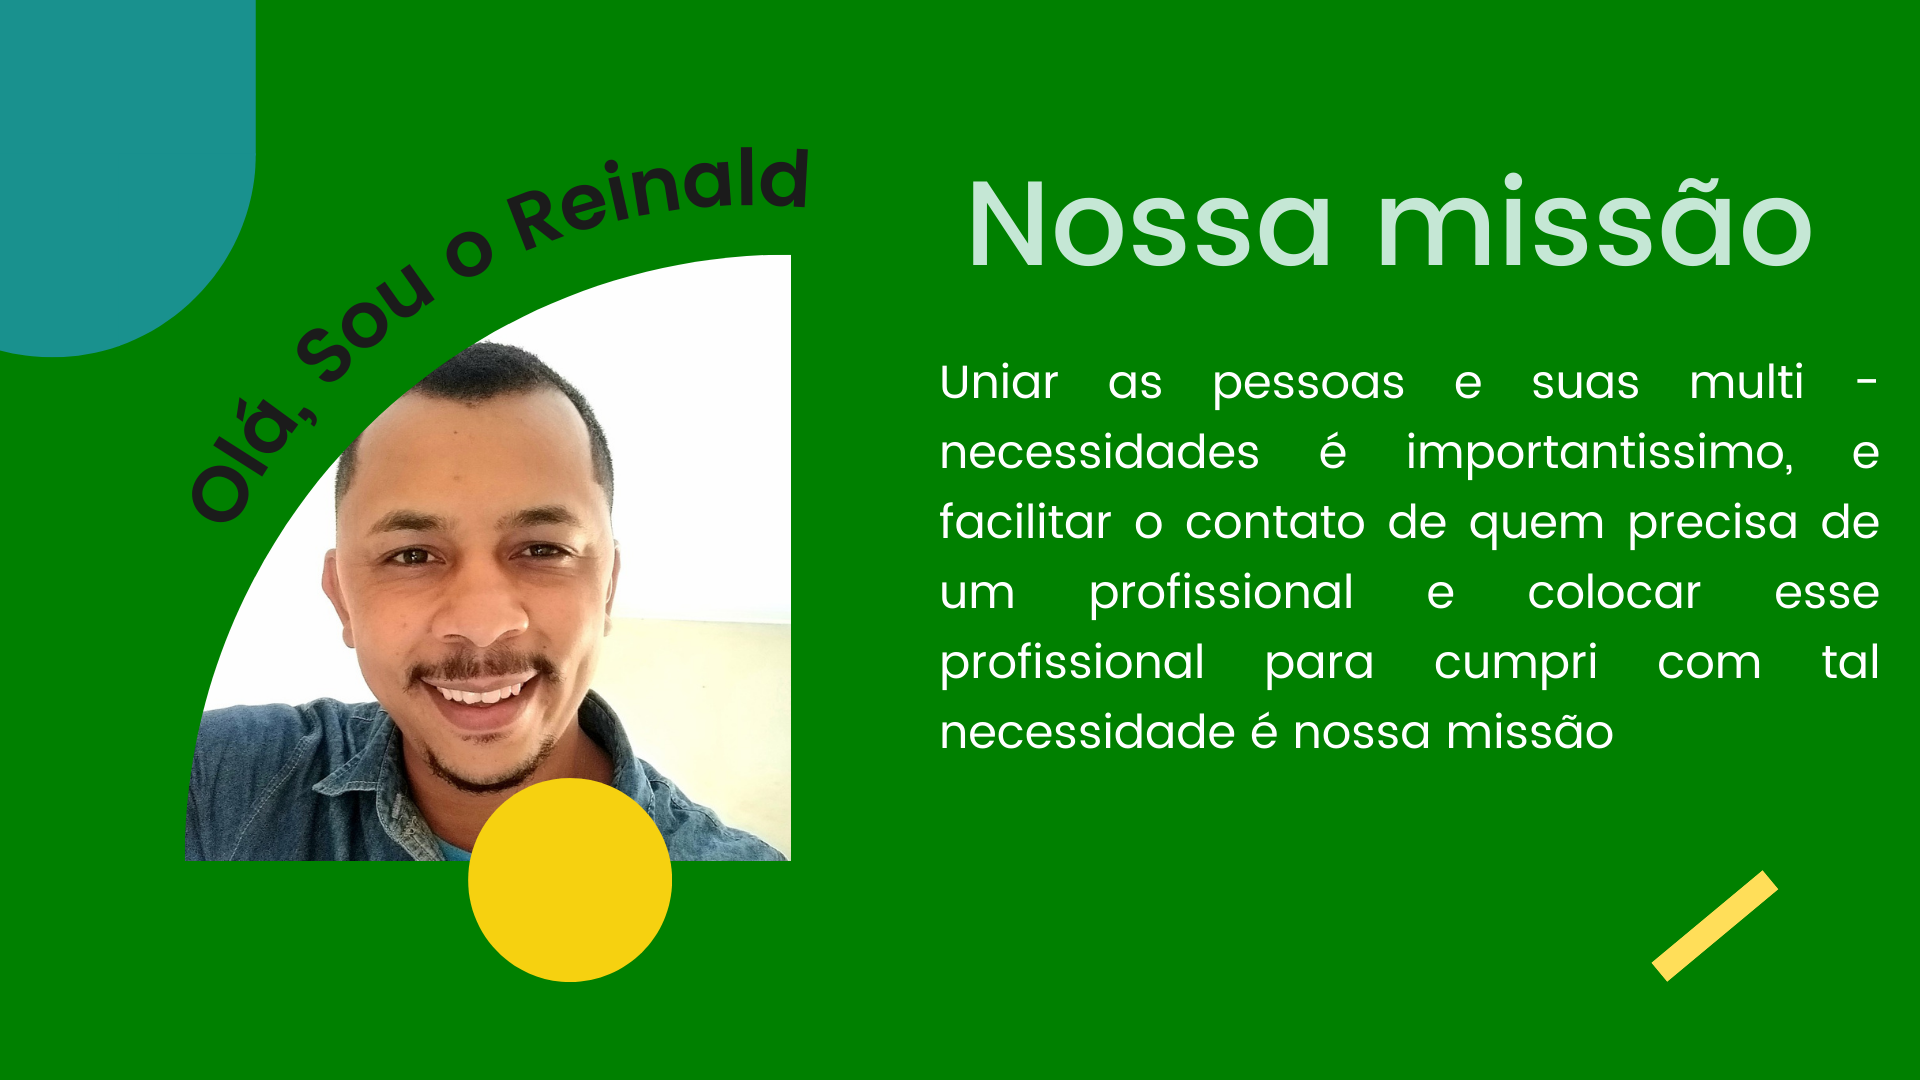 Olá, sou o Reinald
Nossa missão
Uniar as pessoas e suas multi -
necessidades é importantissimo, e
facilitar o contato de quem precisa de
um profissional e colocar esse
profissional para cumpri com tal
necessidade é nossa missão